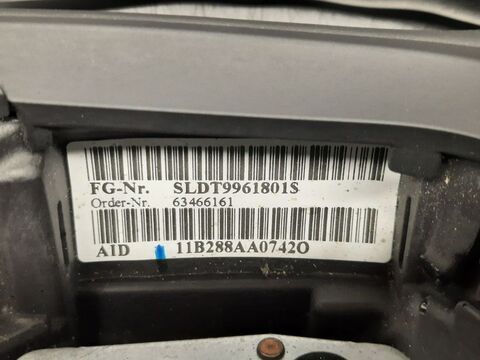 FG-Nr. SLDT9961801S
Order-Nr. 63466161
AID 11B288AA0742O